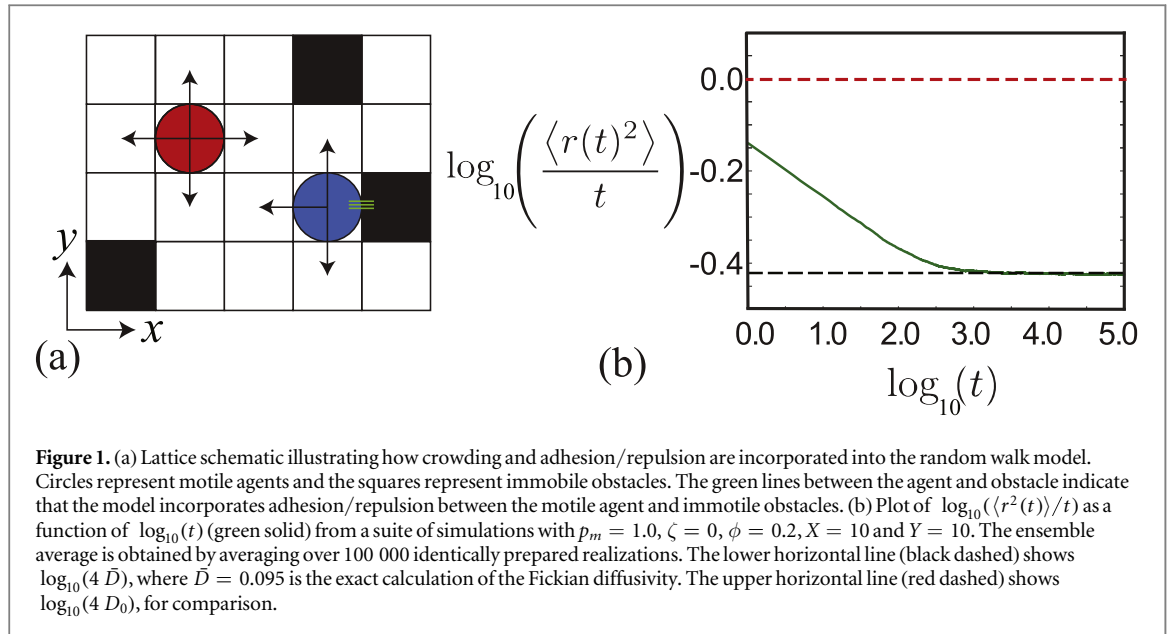 y
x
(a)
log₁₀(⟨r(t)²⟩/t)
0.0
-0.2
-0.4
0.0 1.0 2.0 3.0 4.0 5.0
log₁₀(t)
(b)
Figure 1. (a) Lattice schematic illustrating how crowding and adhesion/repulsion are incorporated into the random walk model.
Circles represent motile agents and the squares represent immobile obstacles. The green lines between the agent and obstacle indicate
that the model incorporates adhesion/repulsion between the motile agent and immotile obstacles. (b) Plot of log₁₀(⟨r²(t)⟩/t) as a
function of log₁₀(t) (green solid) from a suite of simulations with pₘ = 1.0, ζ = 0, ϕ = 0.2, X = 10 and Y = 10. The ensemble
average is obtained by averaging over 100 000 identically prepared realizations. The lower horizontal line (black dashed) shows
log₁₀(4 D̄), where D̄ = 0.095 is the exact calculation of the Fickian diffusivity. The upper horizontal line (red dashed) shows
log₁₀(4 D₀), for comparison.